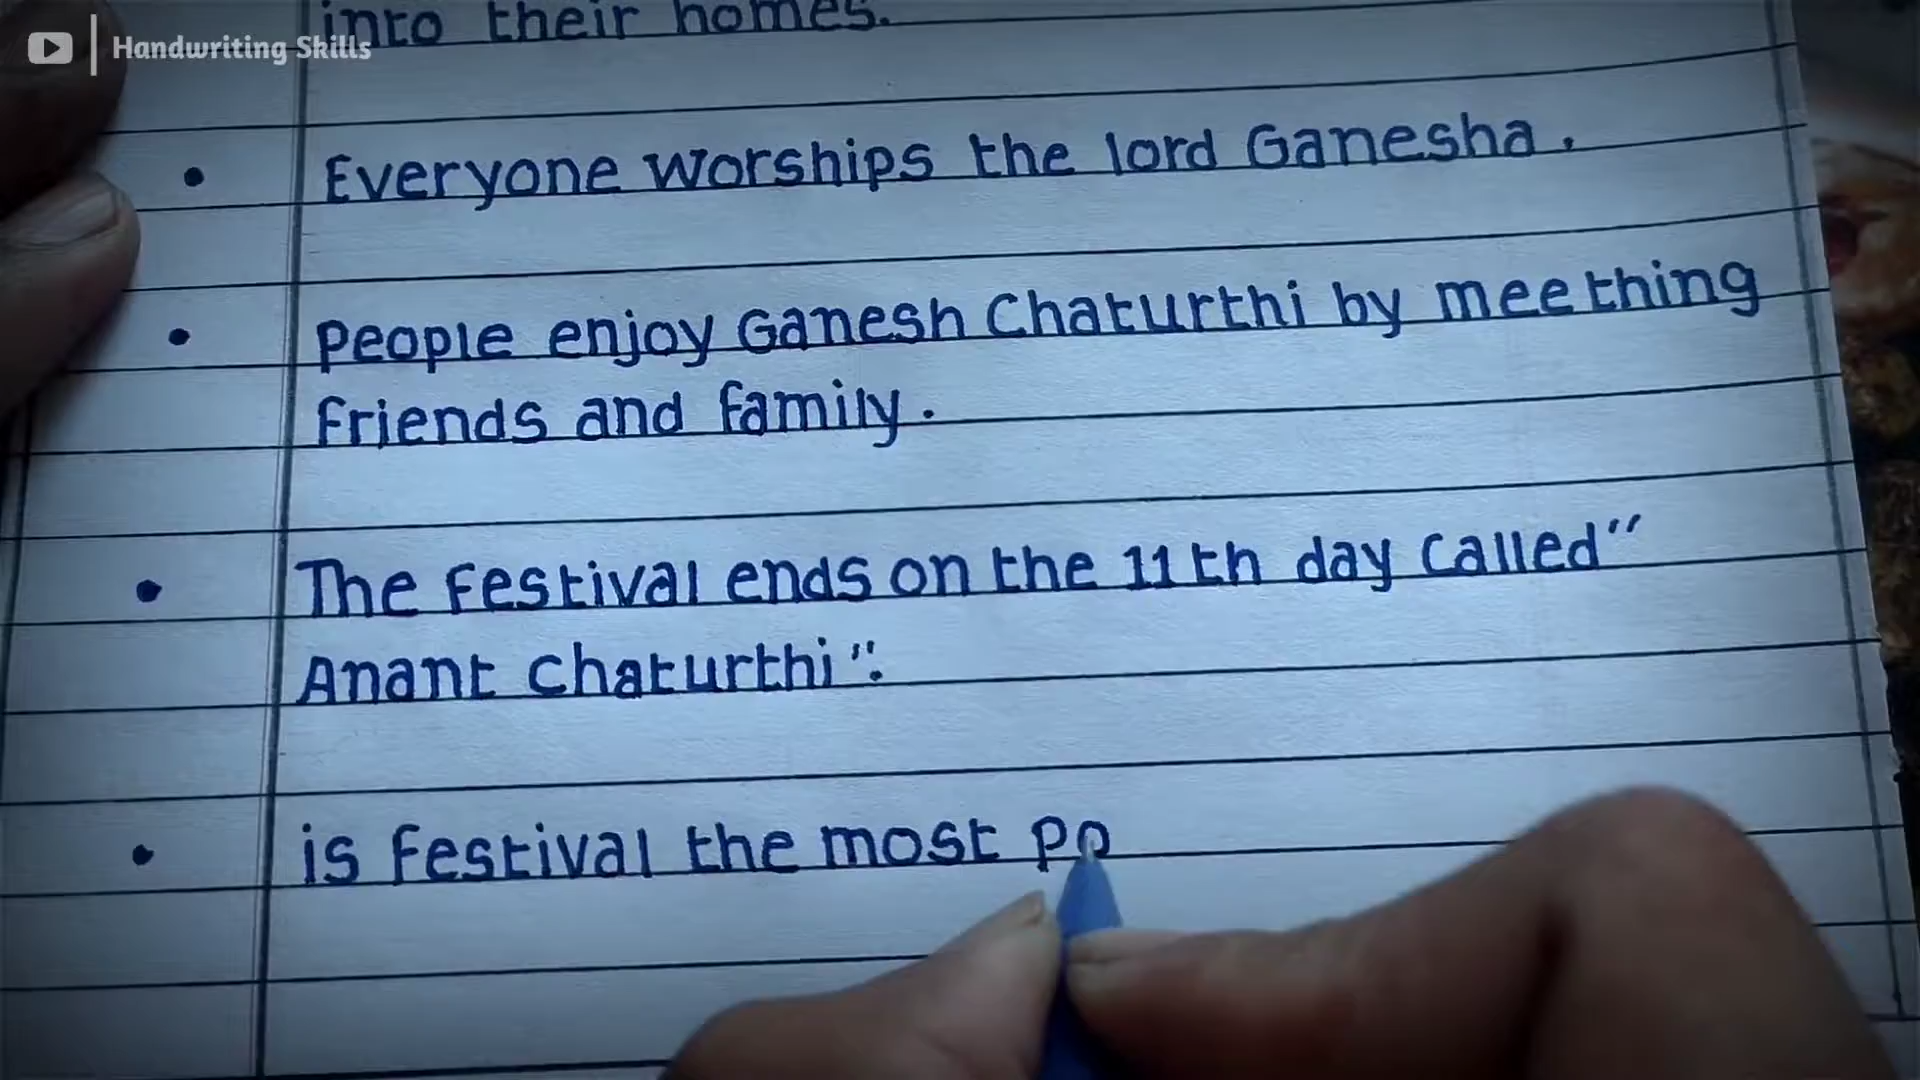 Handwriting Skills
into their homes.
• Everyone worships the lord Ganesha.
• People enjoy Ganesh Chaturthi by meething
friends and family.
• The Festival ends on the 11th day called"
Anant Chaturthi".
• is festival the most po